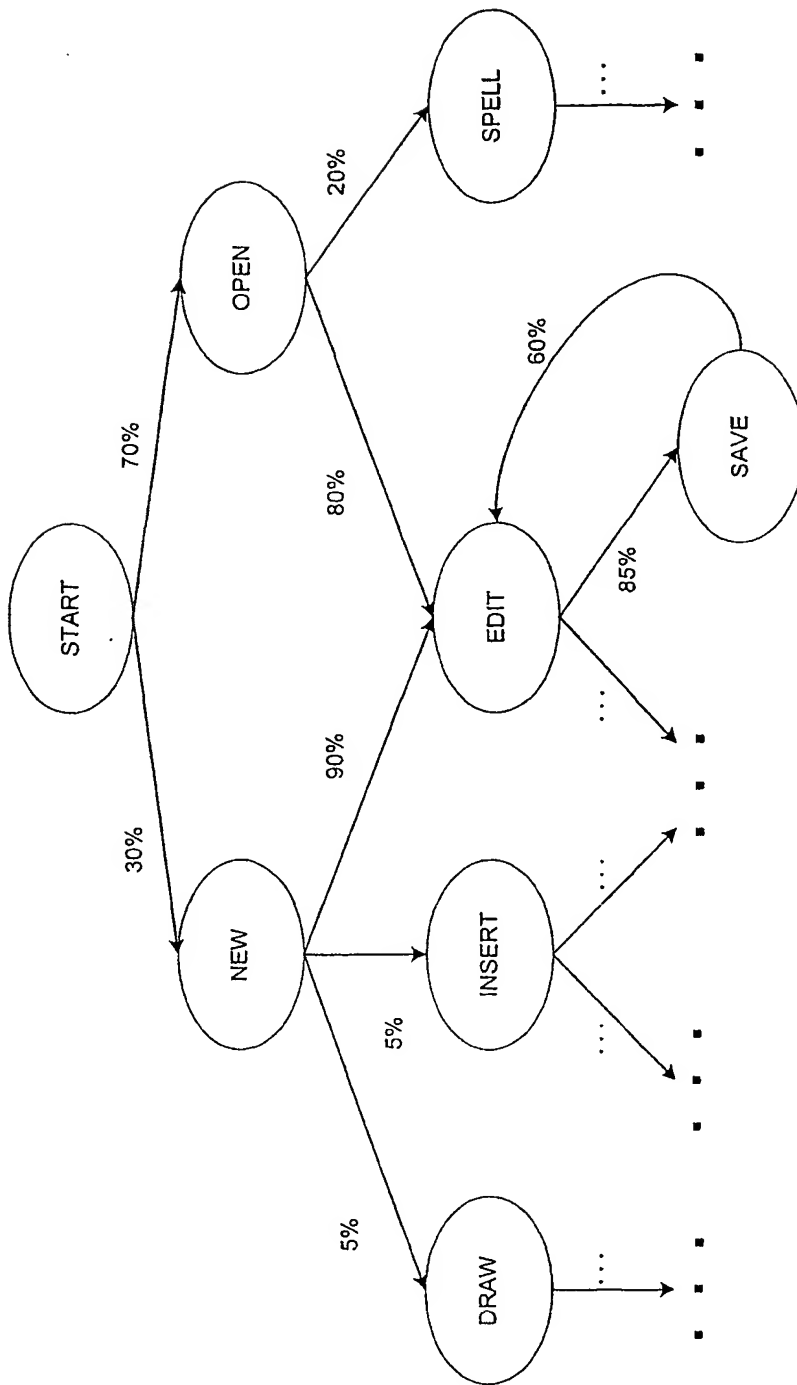 START
30%
70%
NEW
OPEN
5%
5%
90%
80%
20%
DRAW
INSERT
EDIT
SPELL
85%
60%
SAVE